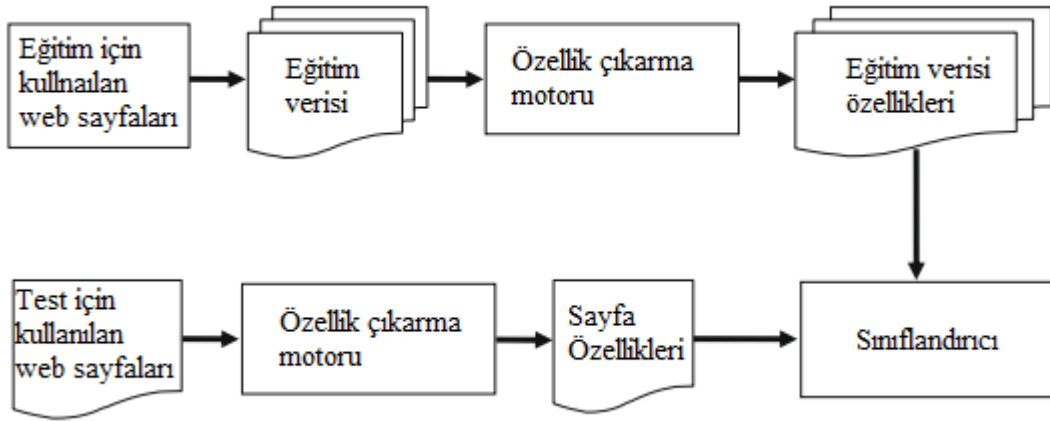 Eğitim için
kullnaılan
web sayfaları
Eğitim
verisi
Özellik çıkarma
motoru
Eğitim verisi
özellikleri
Test için
kullanılan
web sayfaları
Özellik çıkarma
motoru
Sayfa
Özellikleri
Sınıflandırıcı